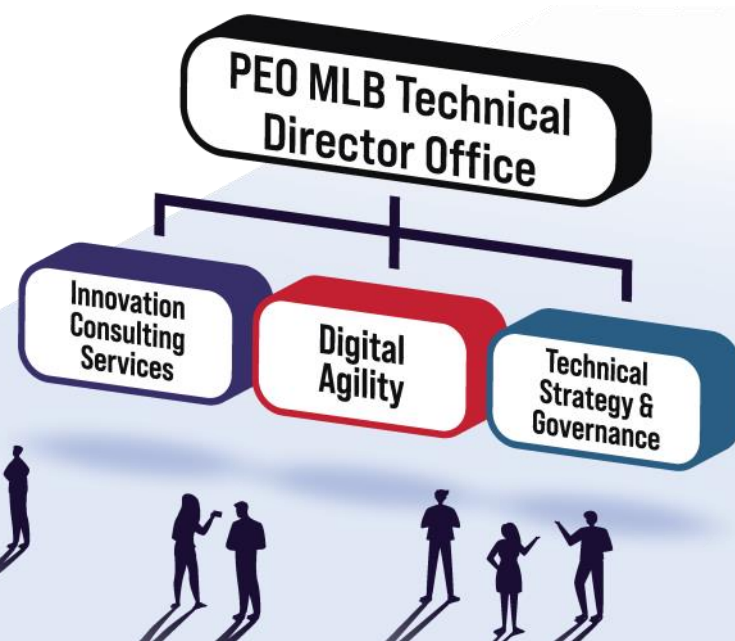 PEO MLB Technical
Director Office
Innovation
Consulting
Services
Digital
Agility
Technical
Strategy &
Governance